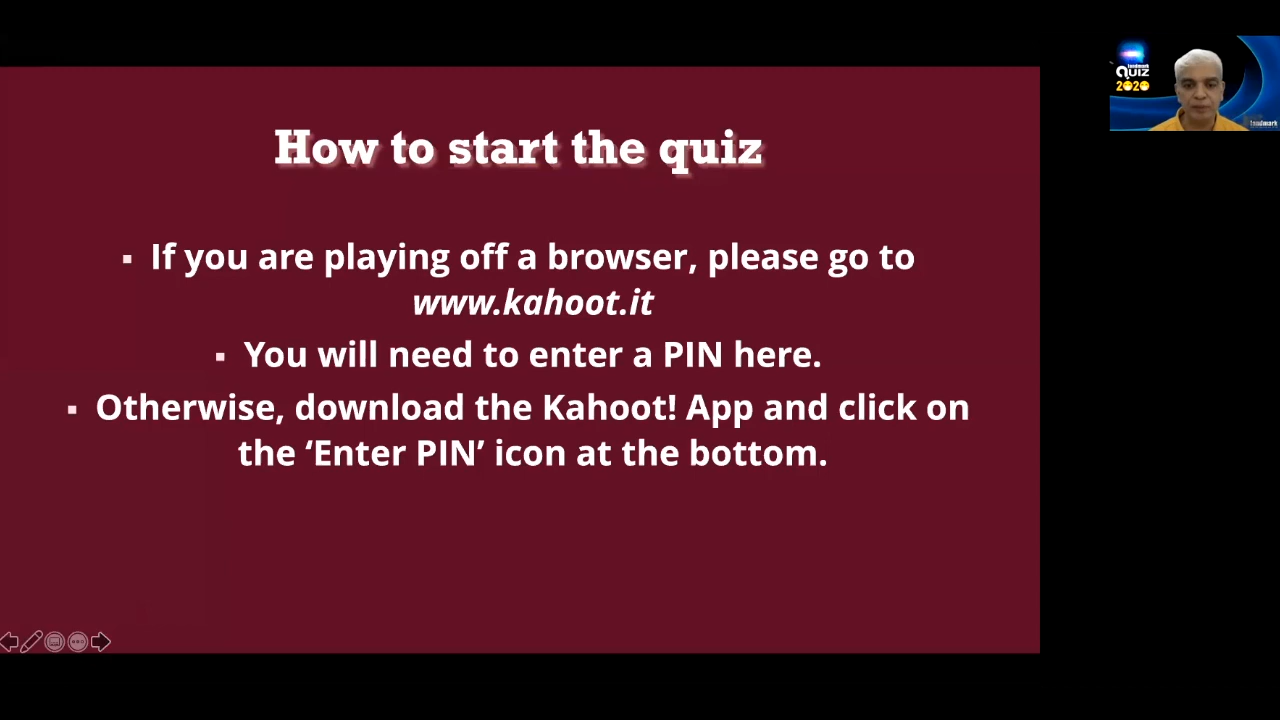 How to start the quiz
▪ If you are playing off a browser, please go to
www.kahoot.it
▪ You will need to enter a PIN here.
▪ Otherwise, download the Kahoot! App and click on
the ‘Enter PIN’ icon at the bottom.
landmark
QUIZ
2020
landmark